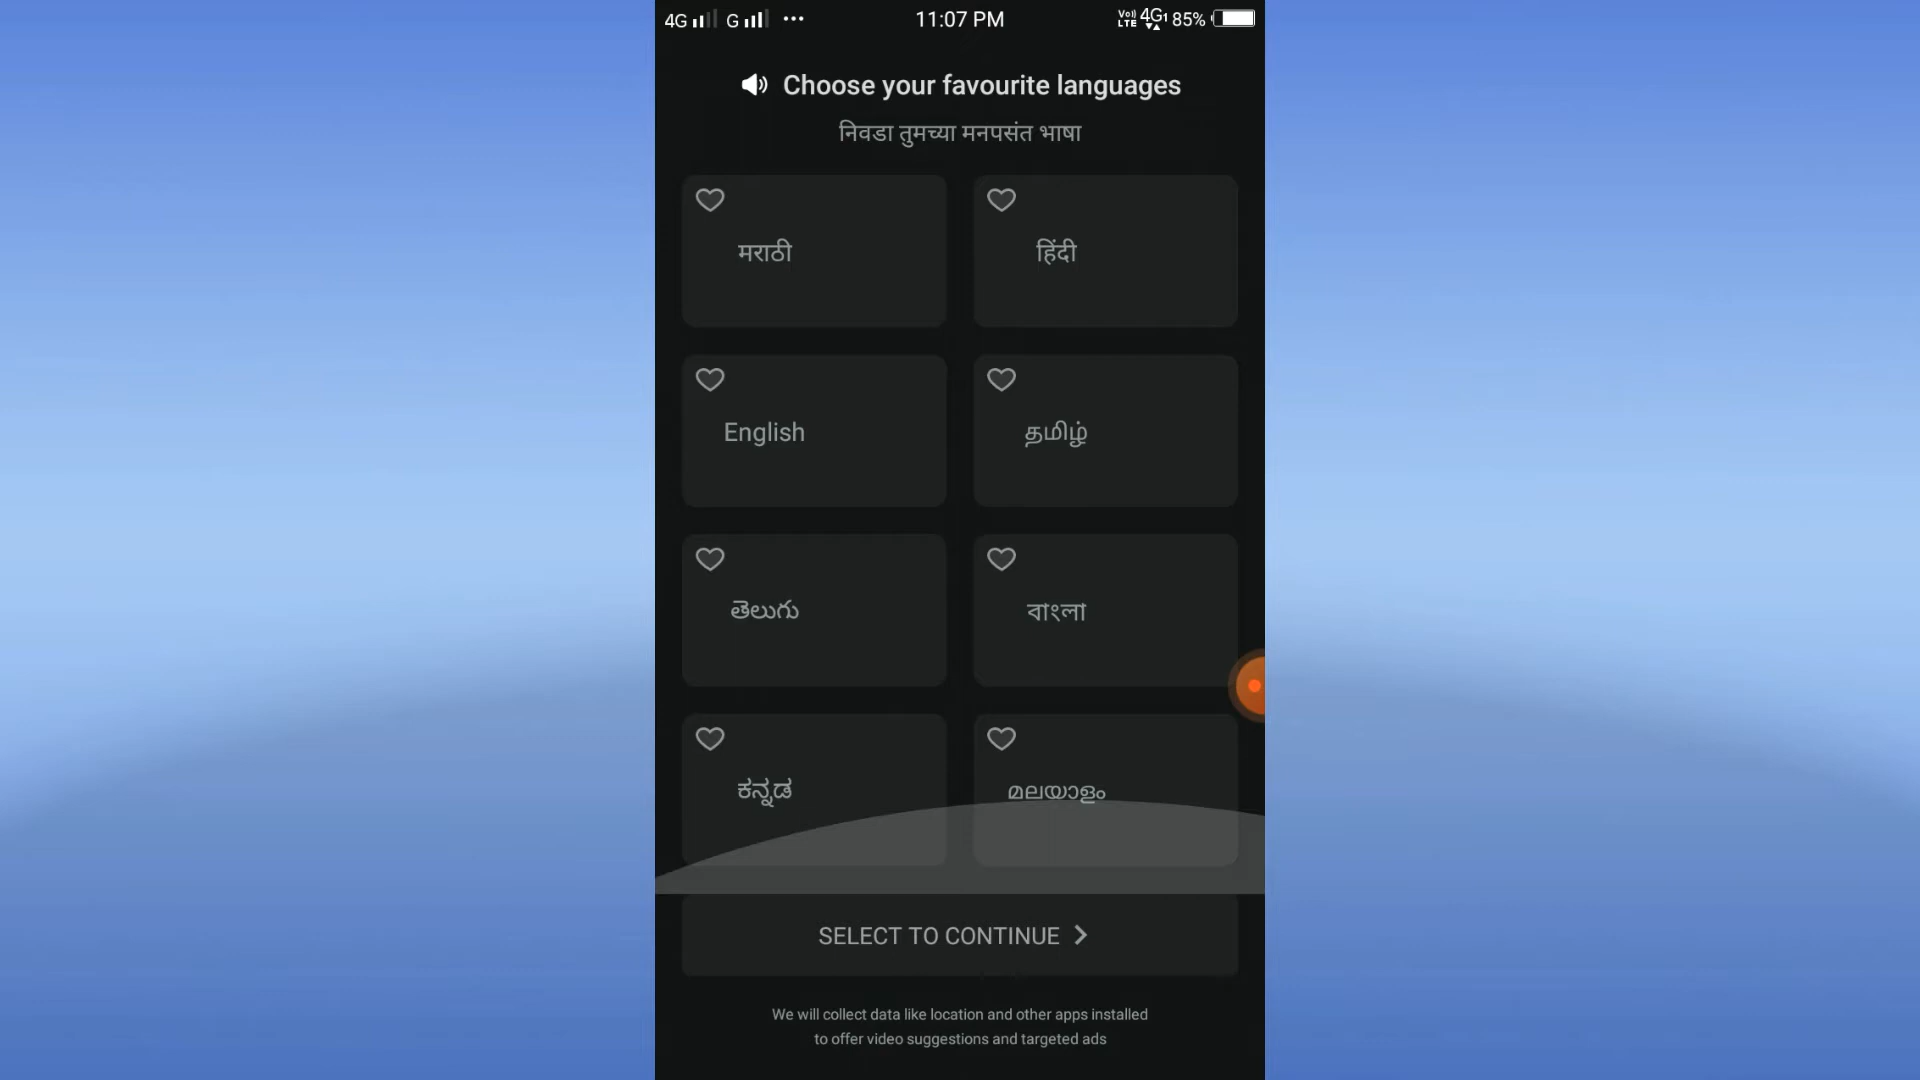 4G G ••• 11:07 PM VoLTE 4G 85%
Choose your favourite languages
निवडा तुमच्या मनपसंत भाषा
मराठी हिंदी
English தமிழ்
తెలుగు বাংলা
ಕನ್ನಡ മലയാളം
SELECT TO CONTINUE
We will collect data like location and other apps installed
to offer video suggestions and targeted ads